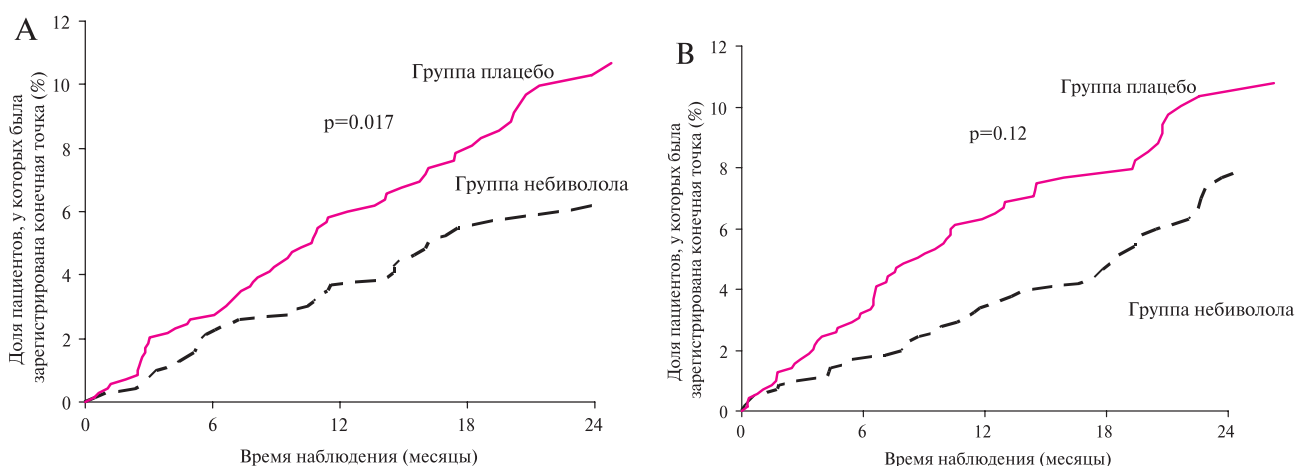 A
Доля пациентов, у которых была
зарегистрирована конечная точка (%)
12
10
8
6
4
2
0
Группа плацебо
p=0.017
Группа небиволола
0
6
12
18
24
Время наблюдения (месяцы)
B
Доля пациентов, у которых была
зарегистрирована конечная точка (%)
12
10
8
6
4
2
0
Группа плацебо
p=0.12
Группа небиволола
0
6
12
18
24
Время наблюдения (месяцы)